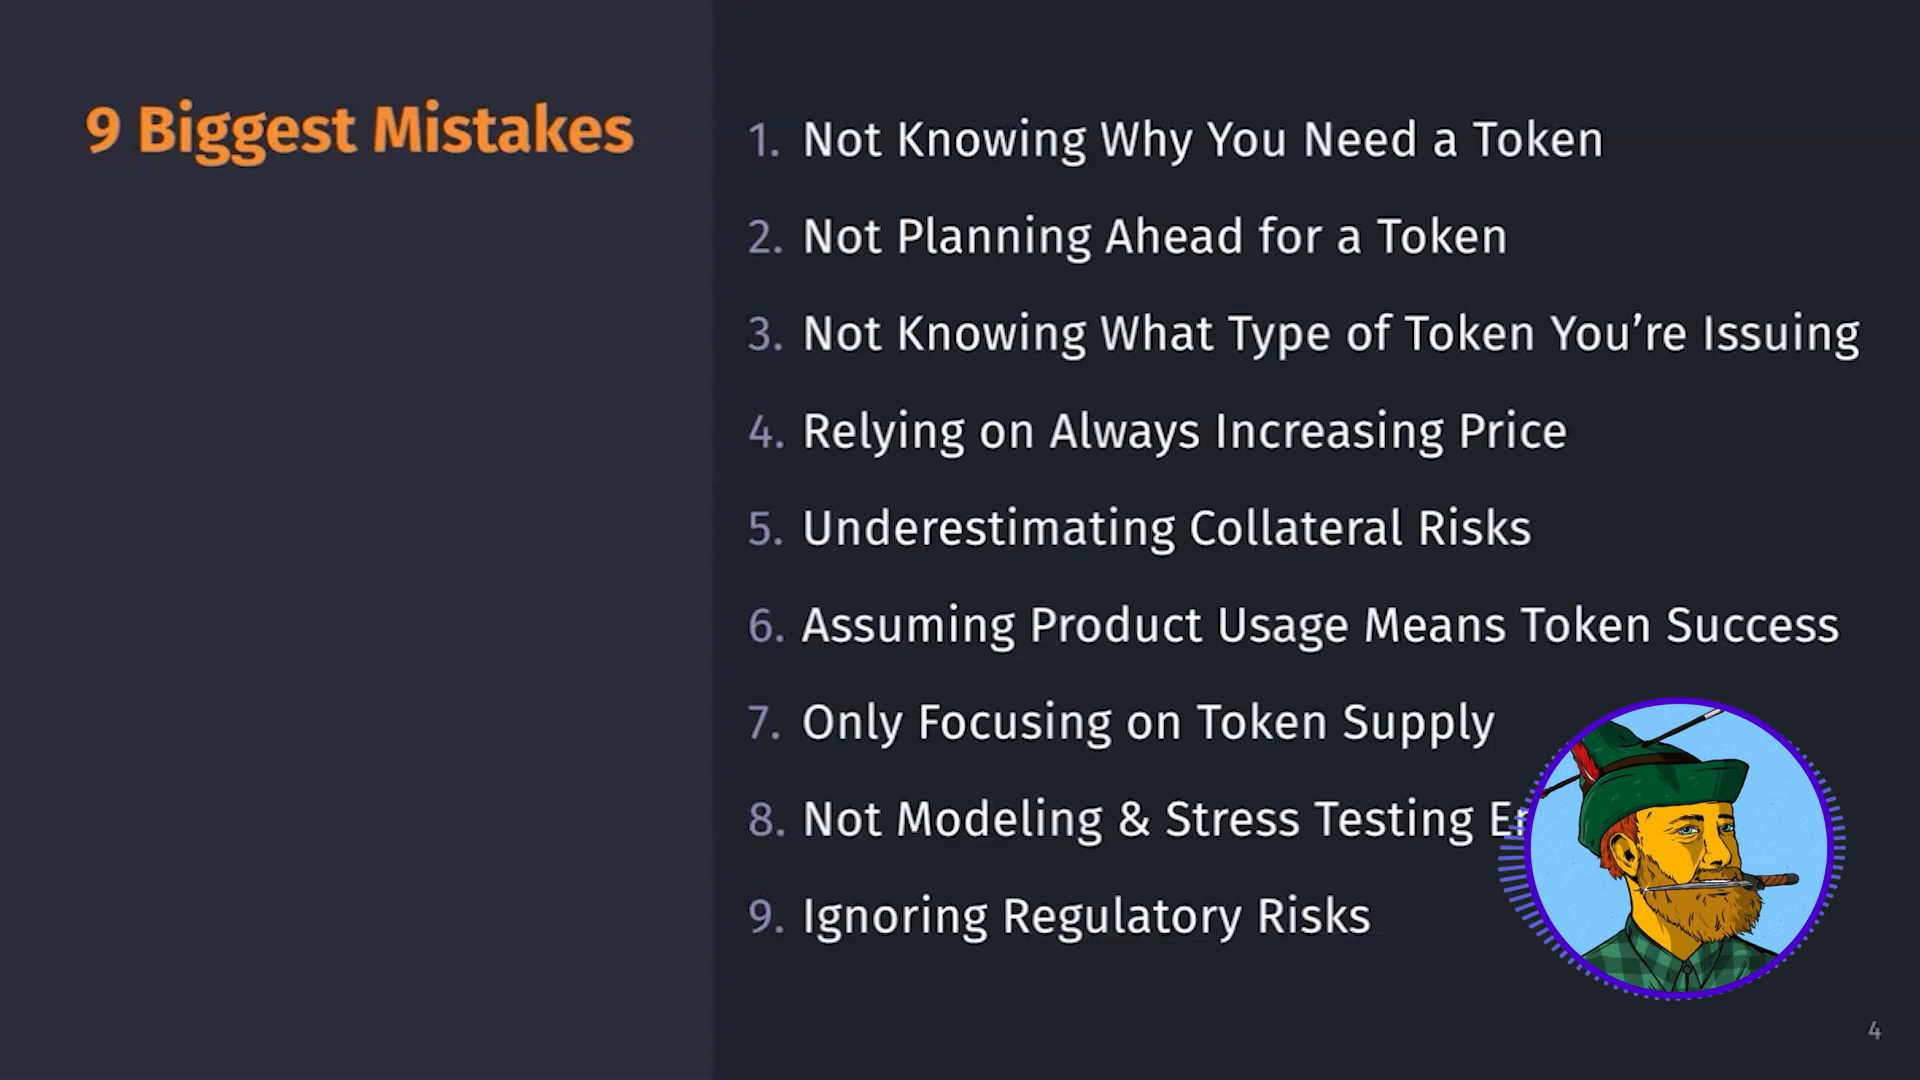 9 Biggest Mistakes
1. Not Knowing Why You Need a Token
2. Not Planning Ahead for a Token
3. Not Knowing What Type of Token You’re Issuing
4. Relying on Always Increasing Price
5. Underestimating Collateral Risks
6. Assuming Product Usage Means Token Success
7. Only Focusing on Token Supply
8. Not Modeling & Stress Testing
9. Ignoring Regulatory Risks
4